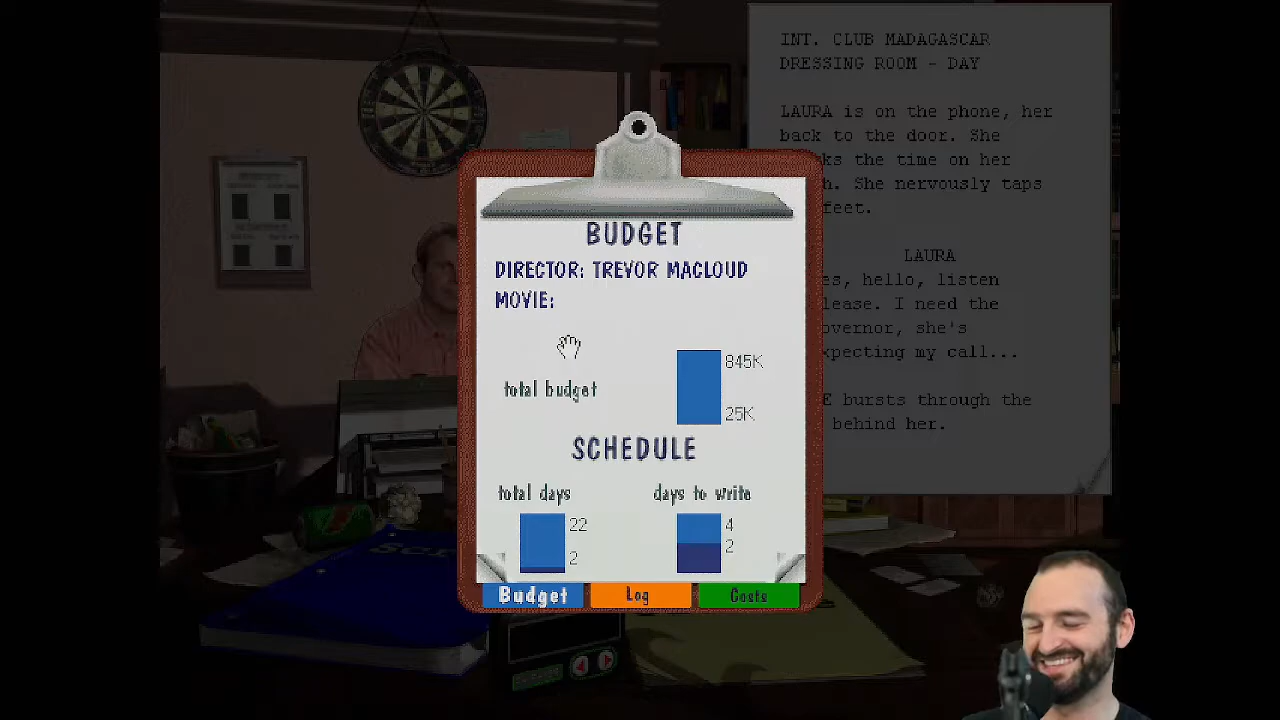 INT. CLUB MADAGASCAR
DRESSING ROOM - DAY
LAURA is on the phone, her
back to the door. She
ks the time on her
h. She nervously taps
feet.
LAURA
es, hello, listen
lease. I need the
overnor, she's
xpecting my call...
E bursts through the
behind her.
BUDGET
DIRECTOR: TREVOR MACLOUD
MOVIE:
845K
total budget
25K
SCHEDULE
total days
days to write
22
4
2
2
Budget
Log
Costs